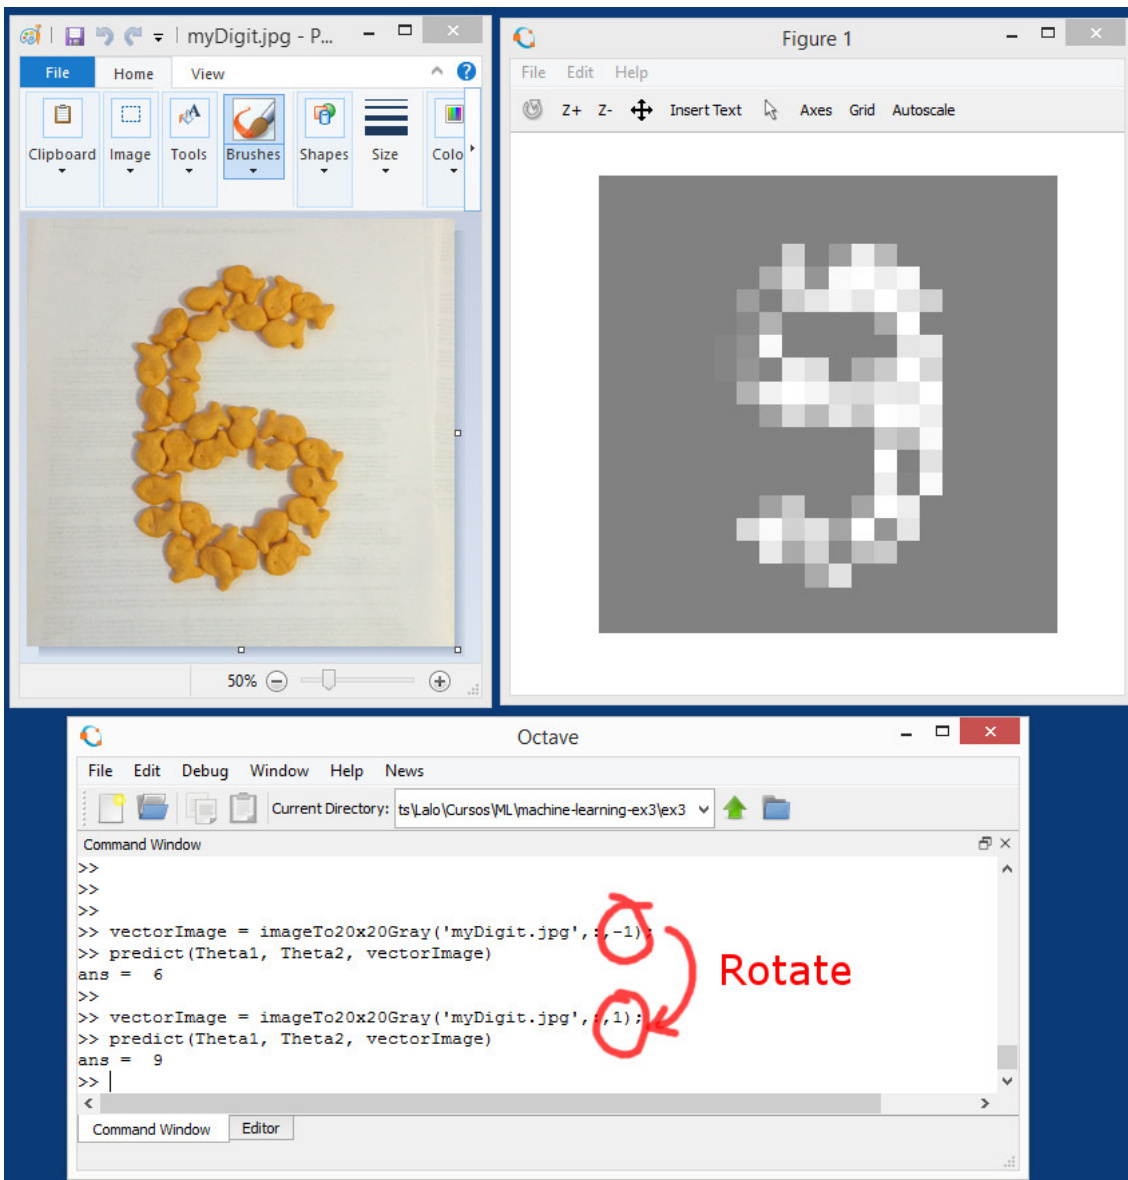 myDigit.jpg - P...
File Home View
Clipboard Image Tools Brushes Shapes Size Colo
50%
Figure 1
File Edit Help
Z+ Z- Insert Text Axes Grid Autoscale
Octave
File Edit Debug Window Help News
Current Directory: ts\Lalo\Cursos\ML\machine-learning-ex3\ex3
Command Window
>>
>>
>>
>> vectorImage = imageTo20x20Gray('myDigit.jpg',:,-1);
>> predict(Theta1, Theta2, vectorImage)
ans = 6
>>
>> vectorImage = imageTo20x20Gray('myDigit.jpg',:,1);
>> predict(Theta1, Theta2, vectorImage)
ans = 9
>>
Rotate
Command Window Editor